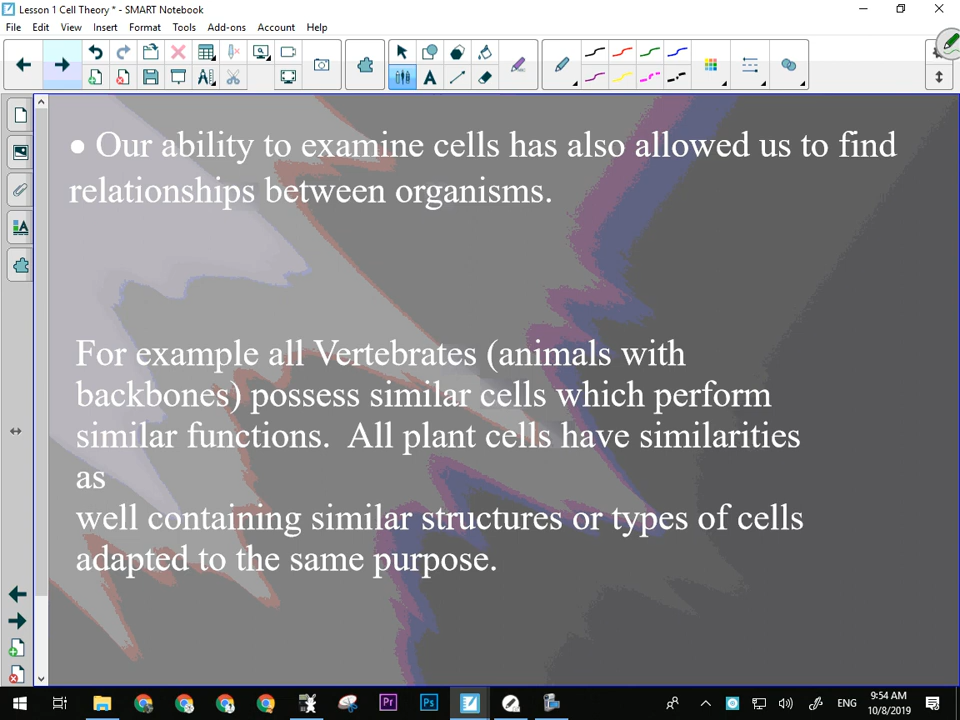 Lesson 1 Cell Theory * - SMART Notebook
File Edit View Insert Format Tools Add-ons Account Help
• Our ability to examine cells has also allowed us to find
relationships between organisms.
For example all Vertebrates (animals with
backbones) possess similar cells which perform
similar functions. All plant cells have similarities
as
well containing similar structures or types of cells
adapted to the same purpose.
Pr Ps
ENG
9:54 AM
10/8/2019